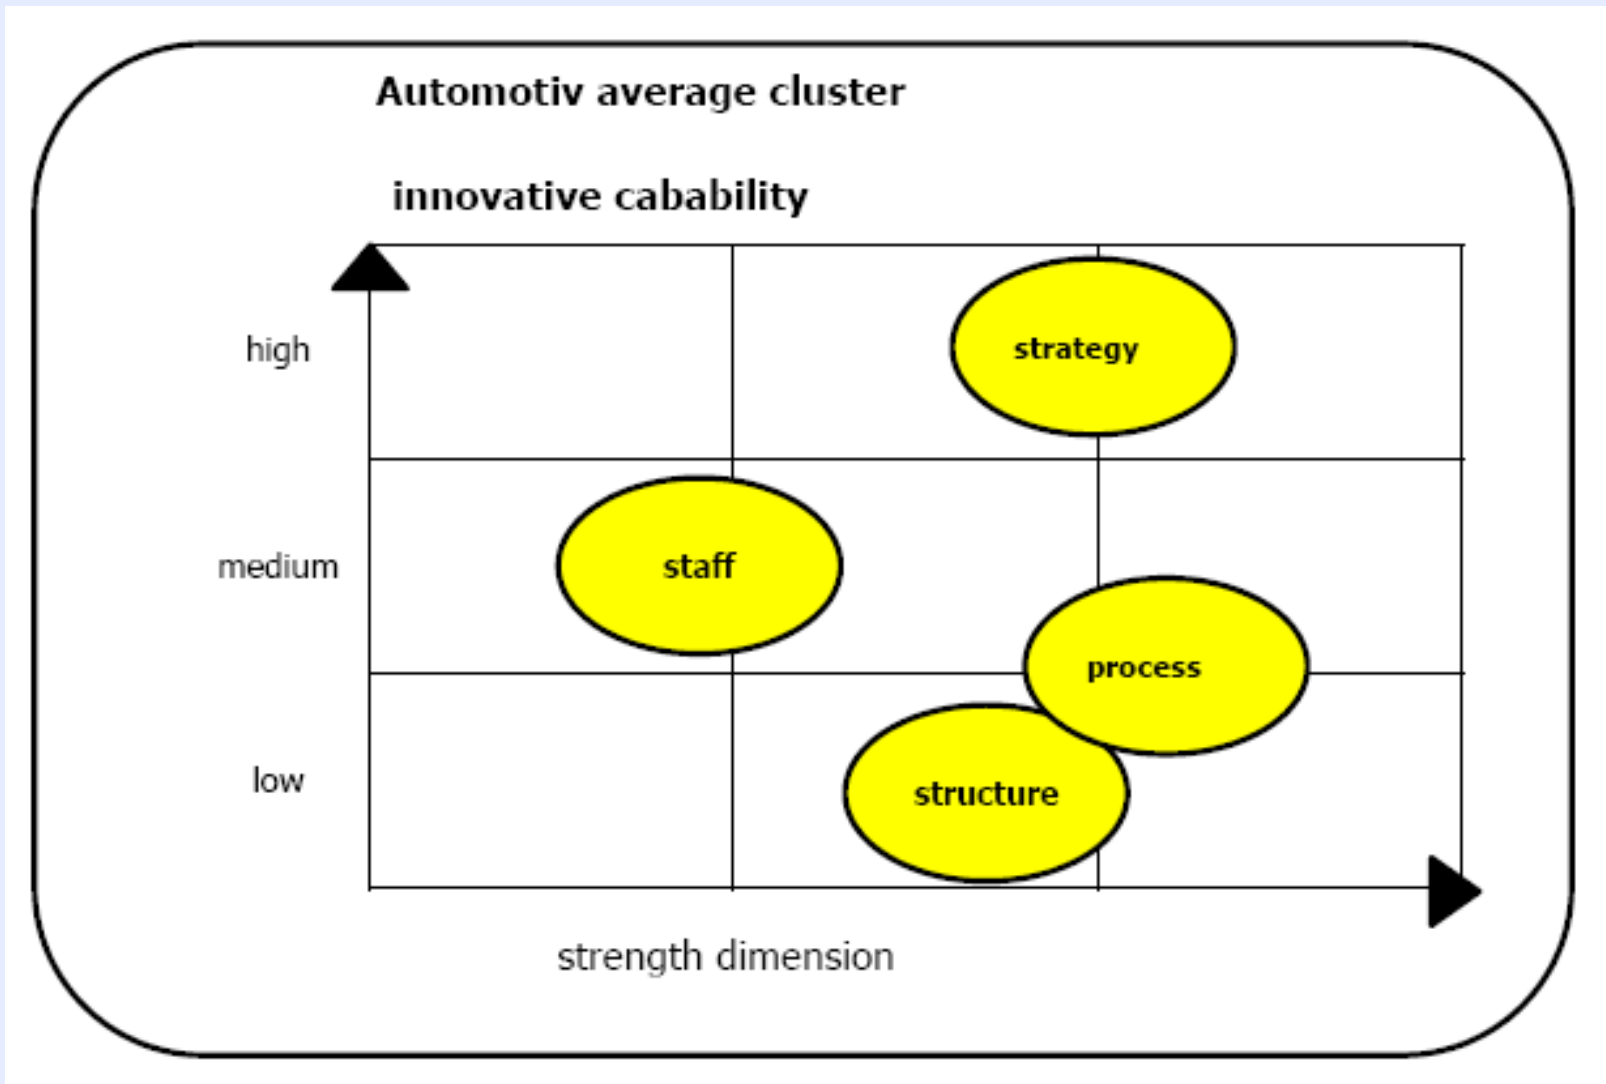 Automotiv average cluster
innovative cabability
high
strategy
medium
staff
process
low
structure
strength dimension